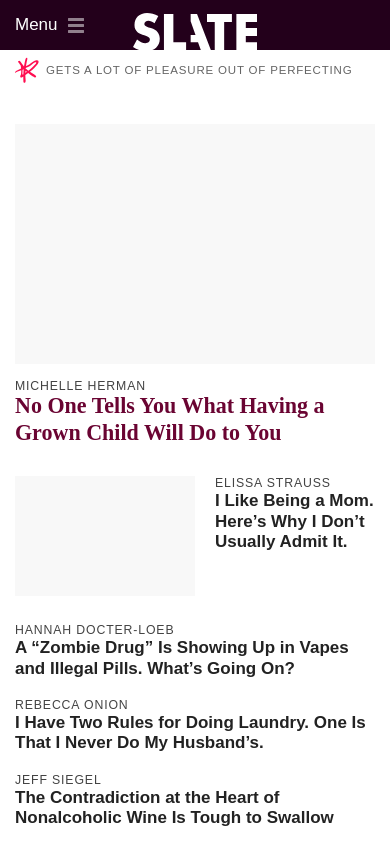 Menu
SLATE
GETS A LOT OF PLEASURE OUT OF PERFECTING
MICHELLE HERMAN
No One Tells You What Having a
Grown Child Will Do to You
ELISSA STRAUSS
I Like Being a Mom.
Here’s Why I Don’t
Usually Admit It.
HANNAH DOCTER-LOEB
A “Zombie Drug” Is Showing Up in Vapes
and Illegal Pills. What’s Going On?
REBECCA ONION
I Have Two Rules for Doing Laundry. One Is
That I Never Do My Husband’s.
JEFF SIEGEL
The Contradiction at the Heart of
Nonalcoholic Wine Is Tough to Swallow